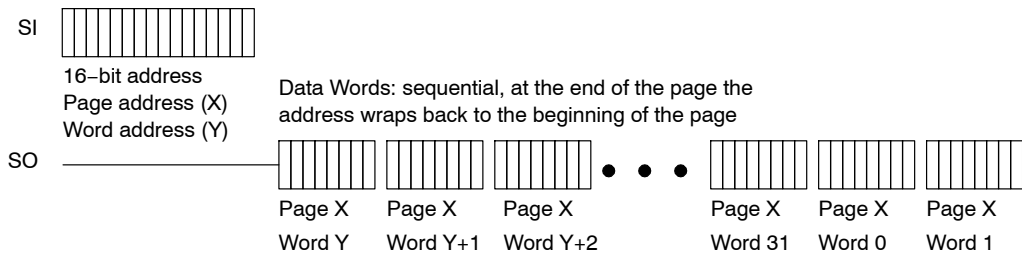 SI
16−bit address
Page address (X)
Word address (Y)
Data Words: sequential, at the end of the page the
address wraps back to the beginning of the page
SO
Page X Page X Page X Page X Page X Page X
Word Y Word Y+1 Word Y+2 Word 31 Word 0 Word 1